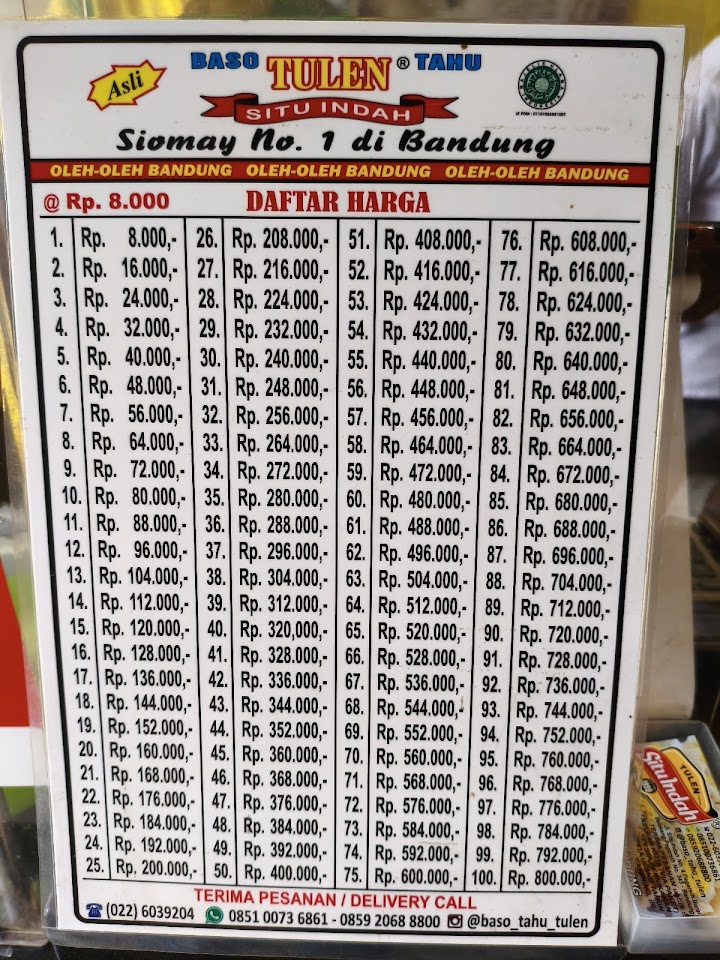 BASO TULEN ® TAHU
Asli
SITU INDAH
Siomay No. 1 di Bandung
OLEH-OLEH BANDUNG OLEH-OLEH BANDUNG OLEH-OLEH BANDUNG
@ Rp. 8.000 DAFTAR HARGA
1. Rp. 8.000,- 26. Rp. 208.000,- 51. Rp. 408.000,- 76. Rp. 608.000,-
2. Rp. 16.000,- 27. Rp. 216.000,- 52. Rp. 416.000,- 77. Rp. 616.000,-
3. Rp. 24.000,- 28. Rp. 224.000,- 53. Rp. 424.000,- 78. Rp. 624.000,-
4. Rp. 32.000,- 29. Rp. 232.000,- 54. Rp. 432.000,- 79. Rp. 632.000,-
5. Rp. 40.000,- 30. Rp. 240.000,- 55. Rp. 440.000,- 80. Rp. 640.000,-
6. Rp. 48.000,- 31. Rp. 248.000,- 56. Rp. 448.000,- 81. Rp. 648.000,-
7. Rp. 56.000,- 32. Rp. 256.000,- 57. Rp. 456.000,- 82. Rp. 656.000,-
8. Rp. 64.000,- 33. Rp. 264.000,- 58. Rp. 464.000,- 83. Rp. 664.000,-
9. Rp. 72.000,- 34. Rp. 272.000,- 59. Rp. 472.000,- 84. Rp. 672.000,-
10. Rp. 80.000,- 35. Rp. 280.000,- 60. Rp. 480.000,- 85. Rp. 680.000,-
11. Rp. 88.000,- 36. Rp. 288.000,- 61. Rp. 488.000,- 86. Rp. 688.000,-
12. Rp. 96.000,- 37. Rp. 296.000,- 62. Rp. 496.000,- 87. Rp. 696.000,-
13. Rp. 104.000,- 38. Rp. 304.000,- 63. Rp. 504.000,- 88. Rp. 704.000,-
14. Rp. 112.000,- 39. Rp. 312.000,- 64. Rp. 512.000,- 89. Rp. 712.000,-
15. Rp. 120.000,- 40. Rp. 320,000,- 65. Rp. 520.000,- 90. Rp. 720.000,-
16. Rp. 128.000,- 41. Rp. 328.000,- 66. Rp. 528.000,- 91. Rp. 728.000,-
17. Rp. 136.000,- 42. Rp. 336.000,- 67. Rp. 536.000,- 92. Rp. 736.000,-
18. Rp. 144.000,- 43. Rp. 344.000,- 68. Rp. 544.000,- 93. Rp. 744.000,-
19. Rp. 152.000,- 44. Rp. 352.000,- 69. Rp. 552.000,- 94. Rp. 752.000,-
20. Rp. 160.000,- 45. Rp. 360.000,- 70. Rp. 560.000,- 95. Rp. 760.000,-
21. Rp. 168.000,- 46. Rp. 368.000,- 71. Rp. 568.000,- 96. Rp. 768.000,-
22. Rp. 176.000,- 47. Rp. 376.000,- 72. Rp. 576.000,- 97. Rp. 776.000,-
23. Rp. 184.000,- 48. Rp. 384.000,- 73. Rp. 584.000,- 98. Rp. 784.000,-
24. Rp. 192.000,- 49. Rp. 392.000,- 74. Rp. 592.000,- 99. Rp. 792.000,-
25. Rp. 200.000,- 50. Rp. 400.000,- 75. Rp. 600.000,- 100. Rp. 800.000,-
TERIMA PESANAN / DELIVERY CALL
(022) 6039204 0851 0073 6861 - 0859 2068 8800 @baso_tahu_tulen
TULEN
Situ Indah